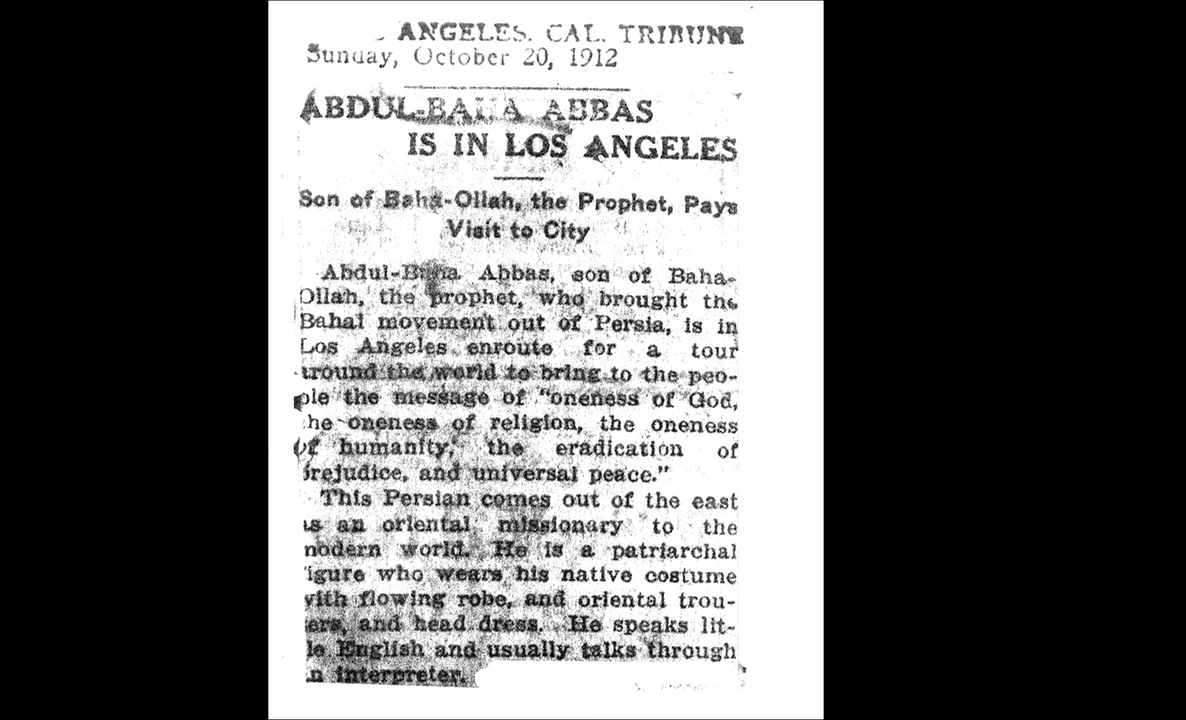 ANGELES. CAL. TRIBUNE
Sunday, October 20, 1912
ABDUL-BAHA ABBAS
IS IN LOS ANGELES
Son of Baha-Ollah, the Prophet, Pays
Visit to City
Abdul-Baha Abbas, son of Baha-
Ollah, the prophet, who brought the
Bahai movement out of Persia, is in
Los Angeles enroute for a tour
around the world to bring to the peo-
ple the message of "oneness of God,
the oneness of religion, the oneness
of humanity, the eradication of
prejudice, and universal peace."
This Persian comes out of the east
as an oriental missionary to the
modern world. He is a patriarchal
figure who wears his native costume
with flowing robe, and oriental trou-
sers, and head dress. He speaks lit-
tle English and usually talks through
an interpreter.